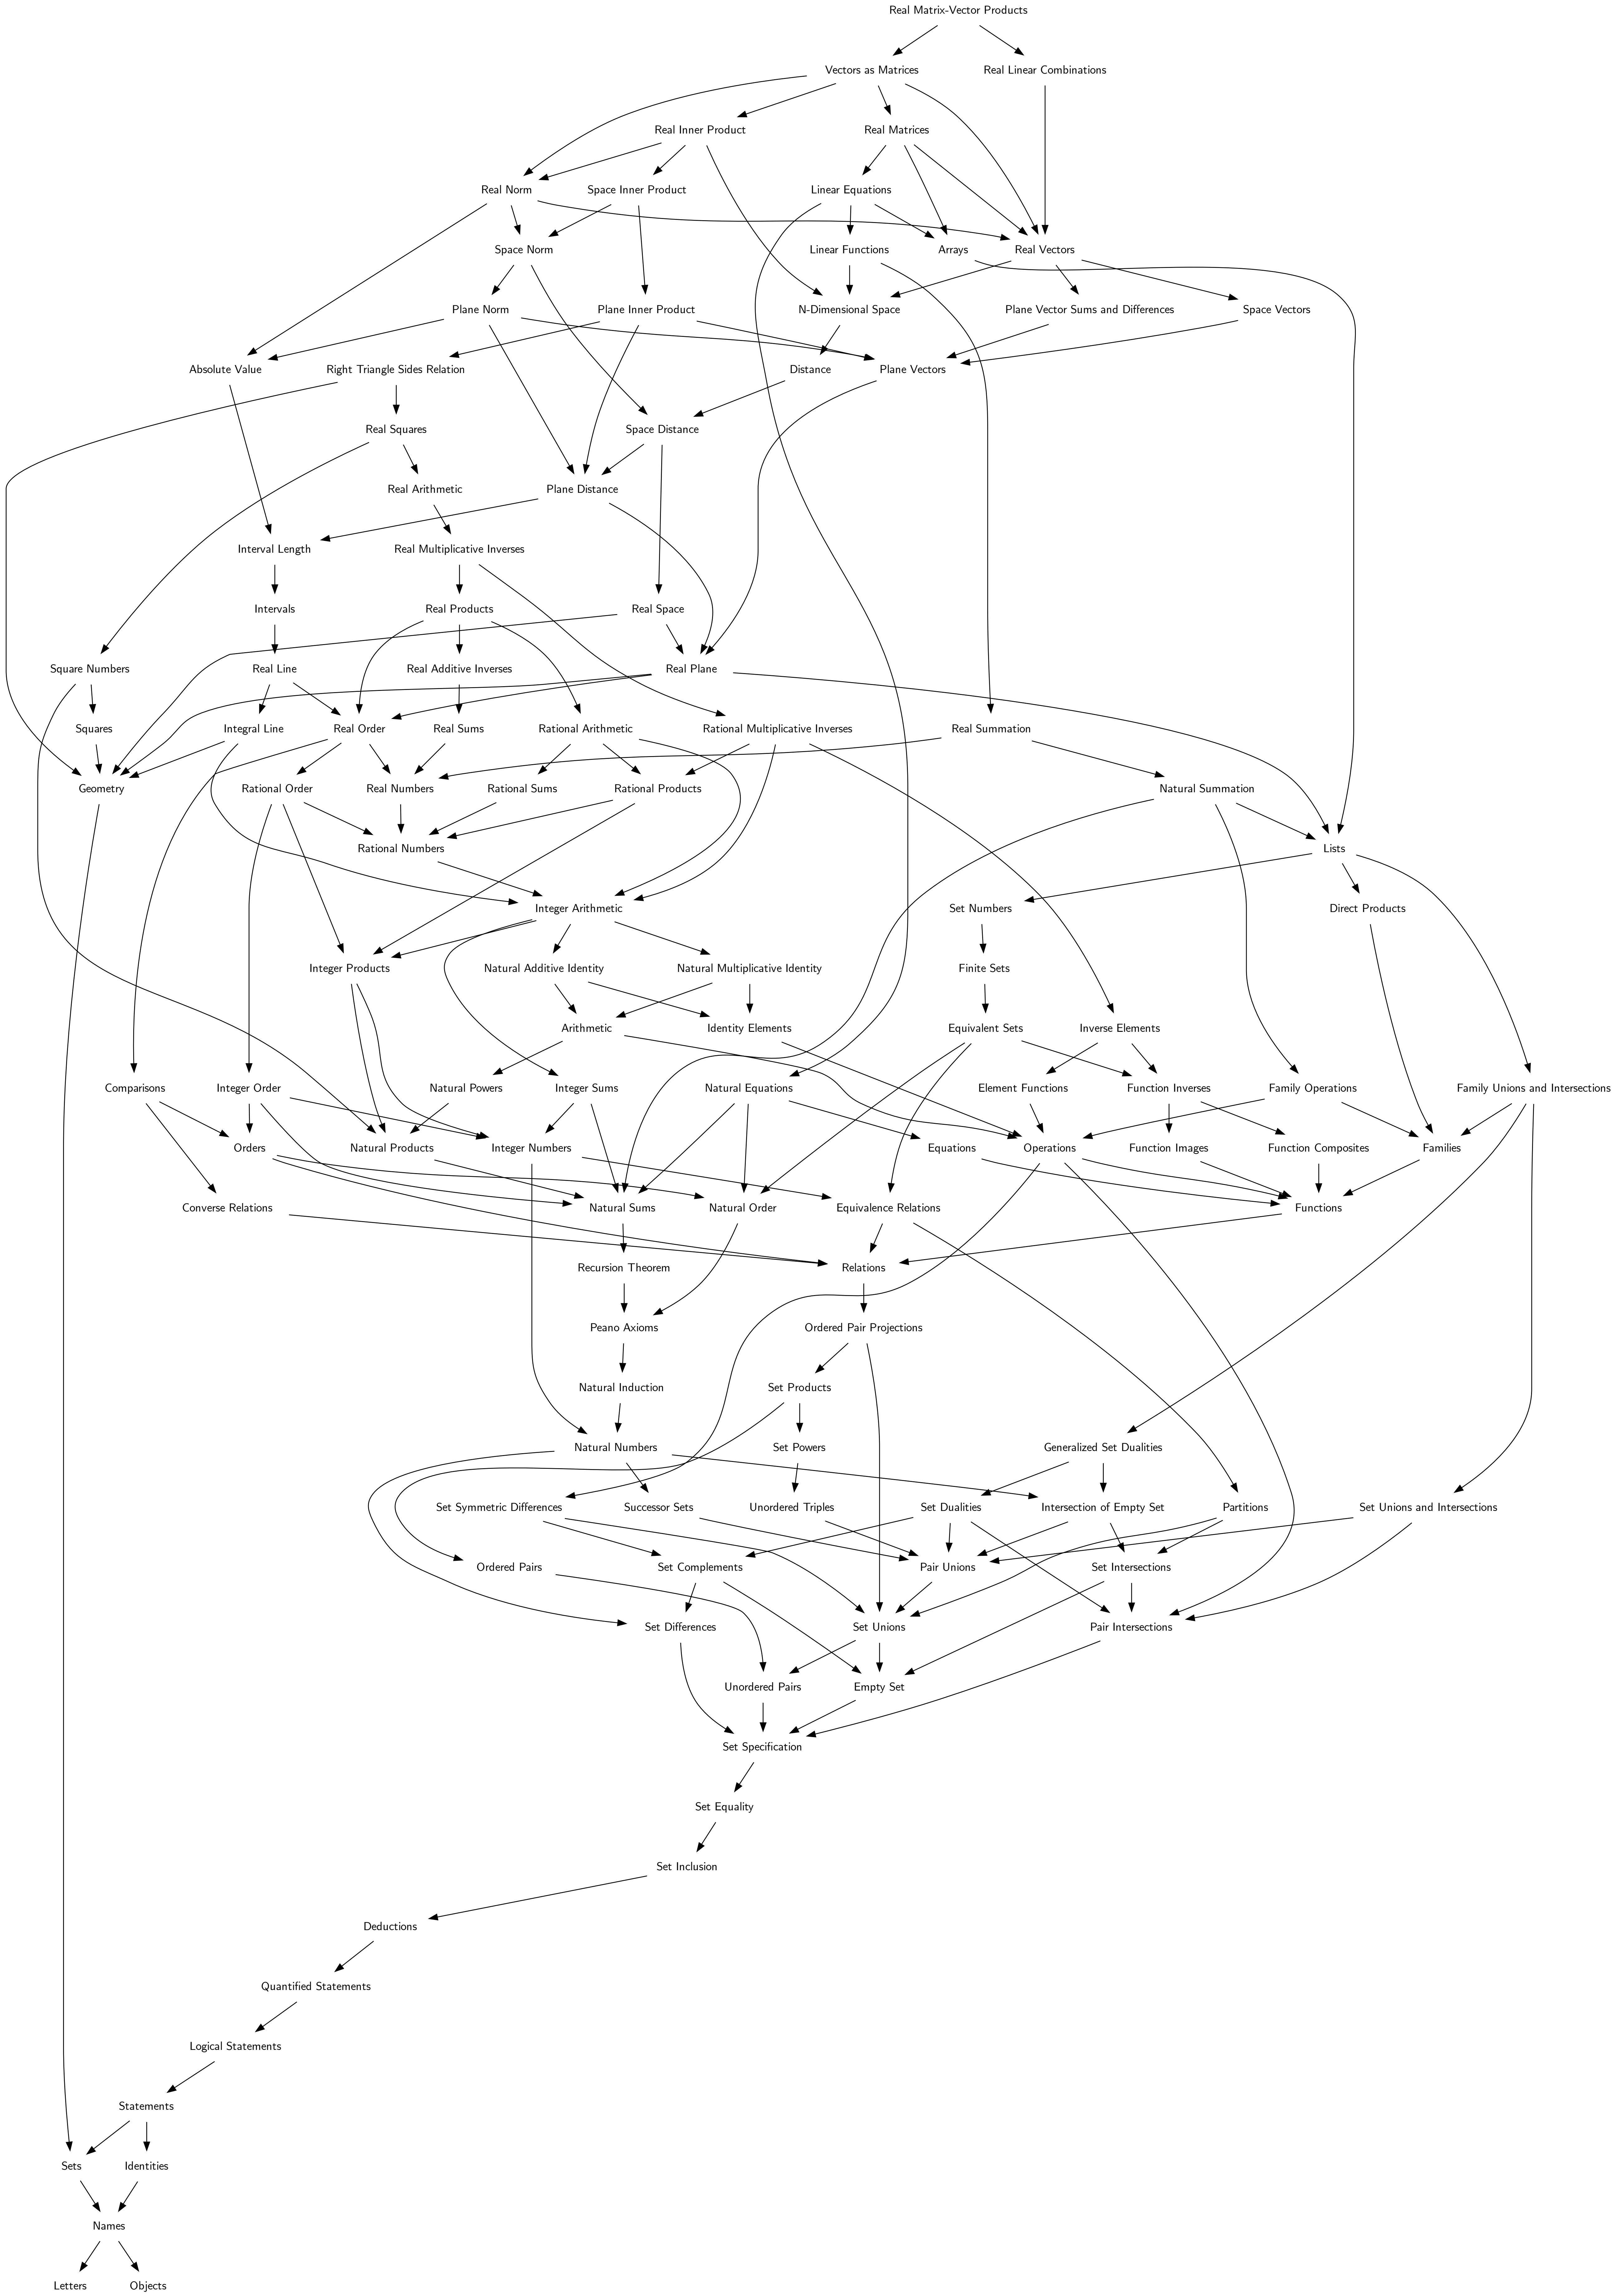 Real Matrix-Vector Products
Vectors as Matrices
Real Linear Combinations
Real Inner Product
Real Matrices
Real Norm
Space Inner Product
Linear Equations
Space Norm
Linear Functions
Arrays
Real Vectors
Plane Norm
Plane Inner Product
N-Dimensional Space
Plane Vector Sums and Differences
Space Vectors
Absolute Value
Right Triangle Sides Relation
Distance
Plane Vectors
Real Squares
Space Distance
Real Arithmetic
Plane Distance
Interval Length
Real Multiplicative Inverses
Intervals
Real Products
Real Space
Square Numbers
Real Line
Real Additive Inverses
Real Plane
Squares
Integral Line
Real Order
Real Sums
Rational Arithmetic
Rational Multiplicative Inverses
Real Summation
Geometry
Rational Order
Real Numbers
Rational Sums
Rational Products
Natural Summation
Rational Numbers
Lists
Integer Arithmetic
Set Numbers
Direct Products
Integer Products
Natural Additive Identity
Natural Multiplicative Identity
Finite Sets
Arithmetic
Identity Elements
Equivalent Sets
Inverse Elements
Comparisons
Integer Order
Natural Powers
Integer Sums
Natural Equations
Element Functions
Function Inverses
Family Operations
Family Unions and Intersections
Orders
Natural Products
Integer Numbers
Equations
Operations
Function Images
Function Composites
Families
Converse Relations
Natural Sums
Natural Order
Equivalence Relations
Functions
Recursion Theorem
Relations
Peano Axioms
Ordered Pair Projections
Natural Induction
Set Products
Natural Numbers
Set Powers
Generalized Set Dualities
Set Symmetric Differences
Successor Sets
Unordered Triples
Set Dualities
Intersection of Empty Set
Partitions
Set Unions and Intersections
Ordered Pairs
Set Complements
Pair Unions
Set Intersections
Set Differences
Set Unions
Pair Intersections
Unordered Pairs
Empty Set
Set Specification
Set Equality
Set Inclusion
Deductions
Quantified Statements
Logical Statements
Statements
Sets
Identities
Names
Letters
Objects